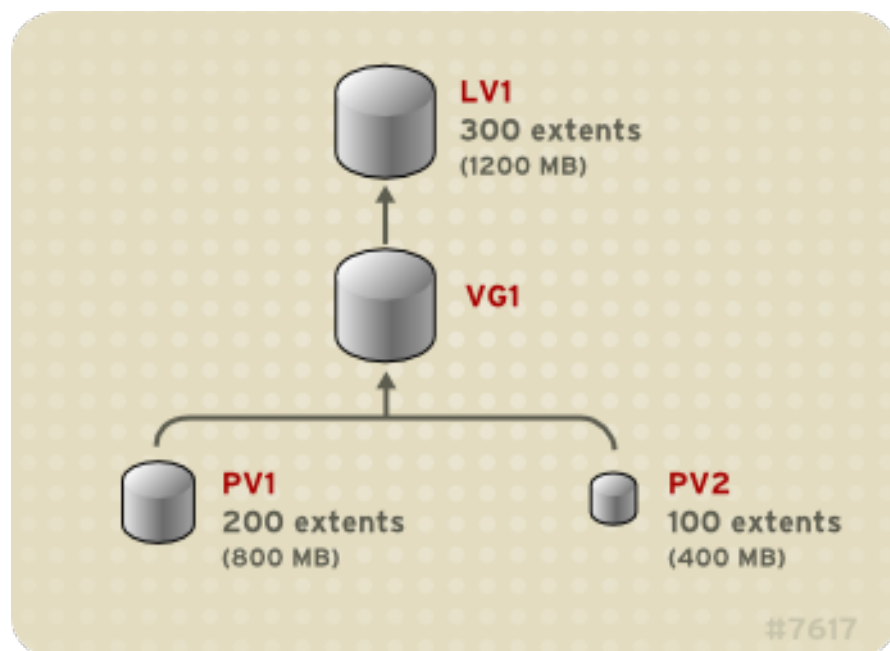 LV1
300 extents
(1200 MB)
VG1
PV1
200 extents
(800 MB)
PV2
100 extents
(400 MB)
#7617